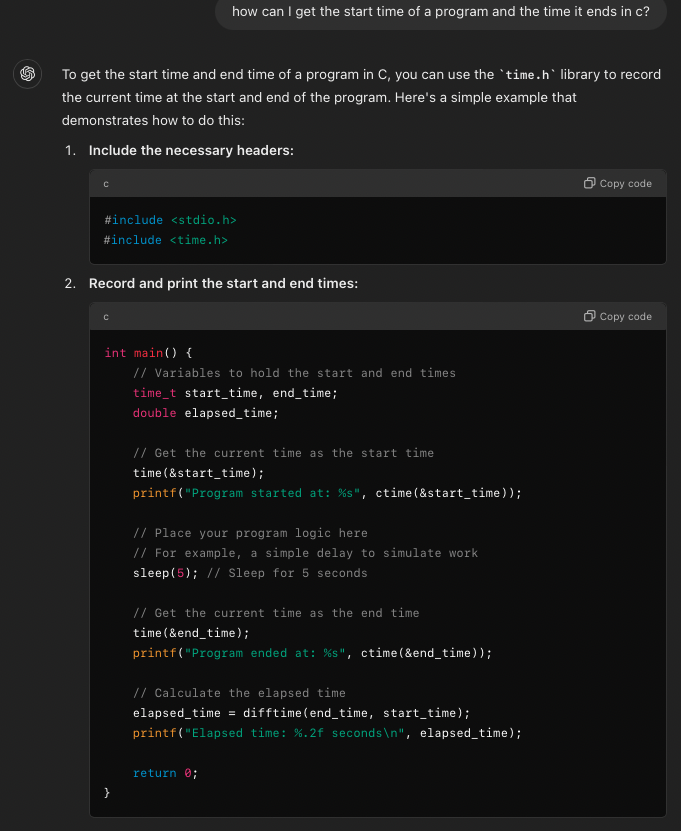 how can I get the start time of a program and the time it ends in c?
To get the start time and end time of a program in C, you can use the `time.h` library to record
the current time at the start and end of the program. Here's a simple example that
demonstrates how to do this:
1. Include the necessary headers:
c Copy code
#include <stdio.h>
#include <time.h>
2. Record and print the start and end times:
c Copy code
int main() {
    // Variables to hold the start and end times
    time_t start_time, end_time;
    double elapsed_time;

    // Get the current time as the start time
    time(&start_time);
    printf("Program started at: %s", ctime(&start_time));

    // Place your program logic here
    // For example, a simple delay to simulate work
    sleep(5); // Sleep for 5 seconds

    // Get the current time as the end time
    time(&end_time);
    printf("Program ended at: %s", ctime(&end_time));

    // Calculate the elapsed time
    elapsed_time = difftime(end_time, start_time);
    printf("Elapsed time: %.2f seconds\n", elapsed_time);

    return 0;
}